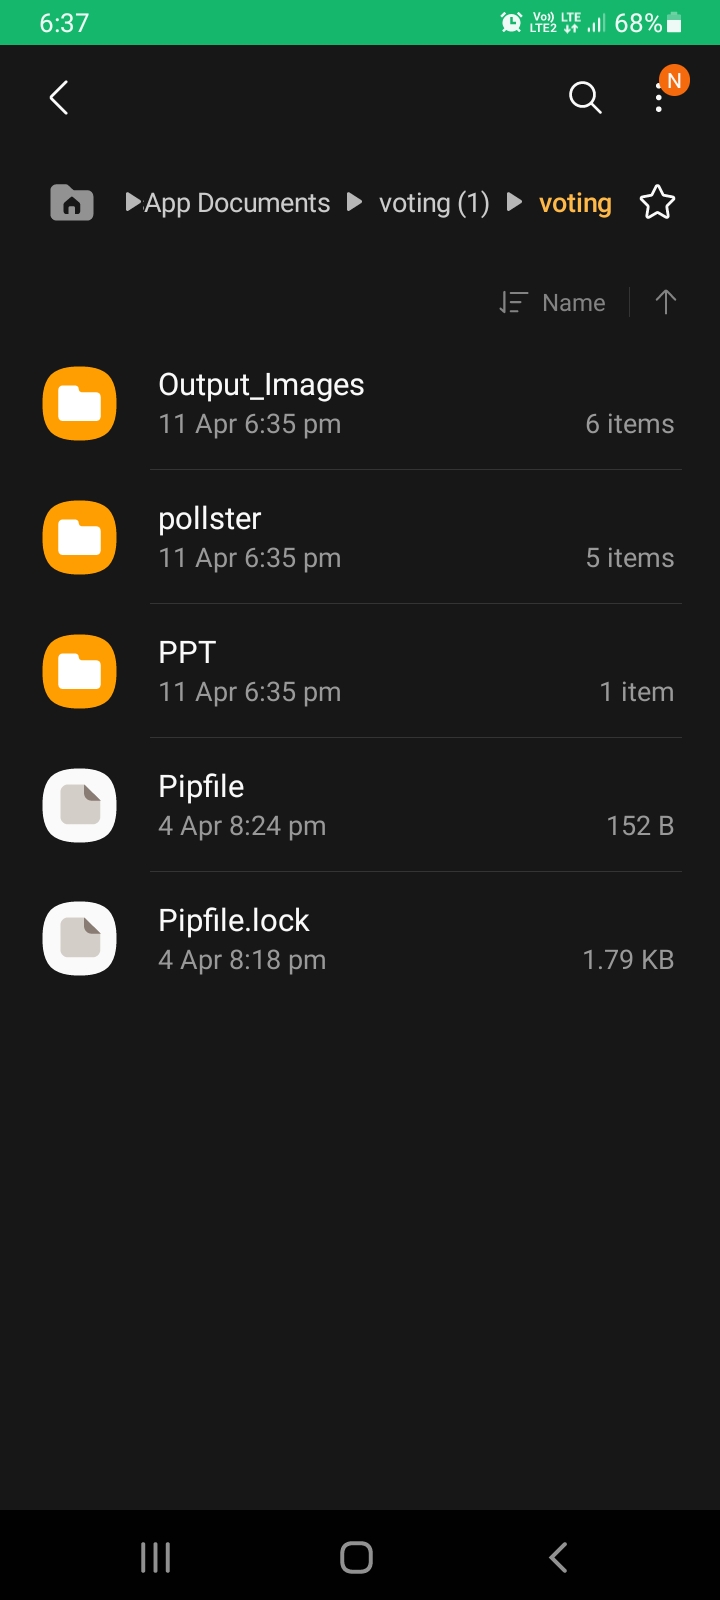 6:37 Vo)) LTE LTE2 68%
N
App Documents voting (1) voting
Name
Output_Images
11 Apr 6:35 pm 6 items
pollster
11 Apr 6:35 pm 5 items
PPT
11 Apr 6:35 pm 1 item
Pipfile
4 Apr 8:24 pm 152 B
Pipfile.lock
4 Apr 8:18 pm 1.79 KB